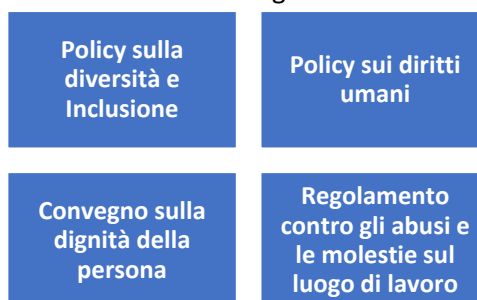 Policy sulla
diversità e
Inclusione
Policy sui diritti
umani
Convegno sulla
dignità della
persona
Regolamento
contro gli abusi e
le molestie sul
luogo di lavoro